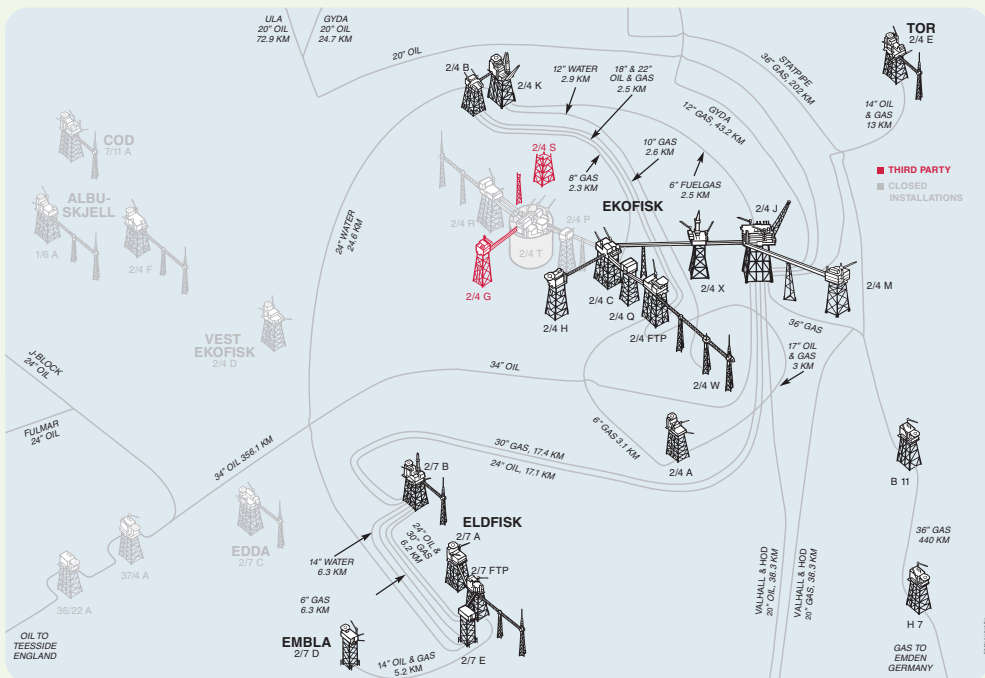 ULA
20" OIL
72.9 KM
GYDA
20" OIL
24.7 KM
20" OIL
2/4 B
2/4 K
12" WATER
2.9 KM
18" & 22"
OIL & GAS
2.5 KM
STATPIPE
36" GAS, 202 KM
GYDA
12" GAS, 43.2 KM
TOR
2/4 E
14" OIL
& GAS
13 KM
COD
7/11 A
ALBU-
SKJELL
1/6 A
2/4 F
24" WATER
24.6 KM
2/4 S
8" GAS
2.3 KM
10" GAS
2.6 KM
6" FUELGAS
2.5 KM
THIRD PARTY
CLOSED
INSTALLATIONS
2/4 R
2/4 P
2/4 T
2/4 G
EKOFISK
2/4 J
2/4 H
2/4 C
2/4 Q
2/4 FTP
2/4 X
2/4 M
2/4 W
36" GAS
17" OIL
& GAS
3 KM
VEST
EKOFISK
2/4 D
J-BLOCK
24" OIL
FULMAR
24" OIL
34" OIL
34" OIL 356.1 KM
6" GAS 3.1 KM
2/4 A
30" GAS, 17.4 KM
24" OIL, 17.1 KM
B 11
2/7 B
ELDFISK
2/7 A
24" OIL &
30" GAS
6.2 KM
2/7 FTP
EDDA
2/7 C
37/4 A
36/22 A
14" WATER
6.3 KM
6" GAS
6.3 KM
EMBLA
2/7 D
14" OIL & GAS
5.2 KM
2/7 E
VALHALL & HOD
20" OIL, 38.3 KM
VALHALL & HOD
20" GAS, 38.3 KM
36" GAS
440 KM
H 7
OIL TO
TEESSIDE
ENGLAND
GAS TO
EMDEN
GERMANY